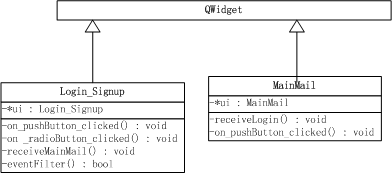 QWidget
Login_Signup
-*ui : Login_Signup
-on_pushButton_clicked() : void
-on _radioButton_clicked() : void
-receiveMainMail() : void
-eventFilter() : bool
MainMail
-*ui : MainMail
-receiveLogin() : void
-on_pushButton_clicked() : void